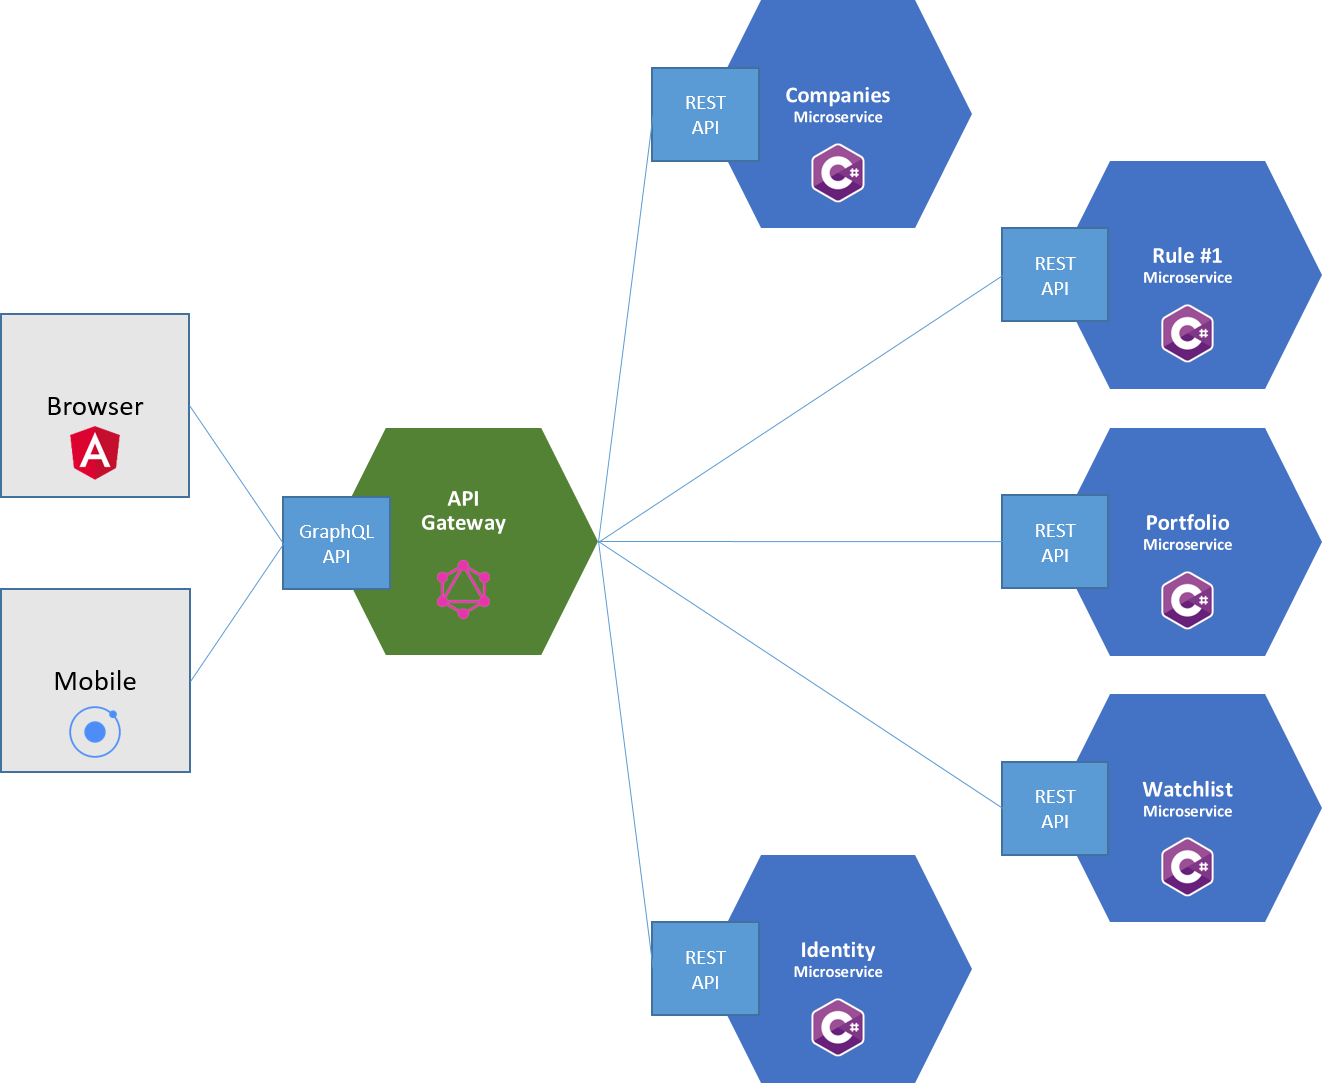 Browser
Mobile
GraphQL
API
API
Gateway
REST
API
Companies
Microservice
C#
REST
API
Rule #1
Microservice
C#
REST
API
Portfolio
Microservice
C#
REST
API
Watchlist
Microservice
C#
REST
API
Identity
Microservice
C#